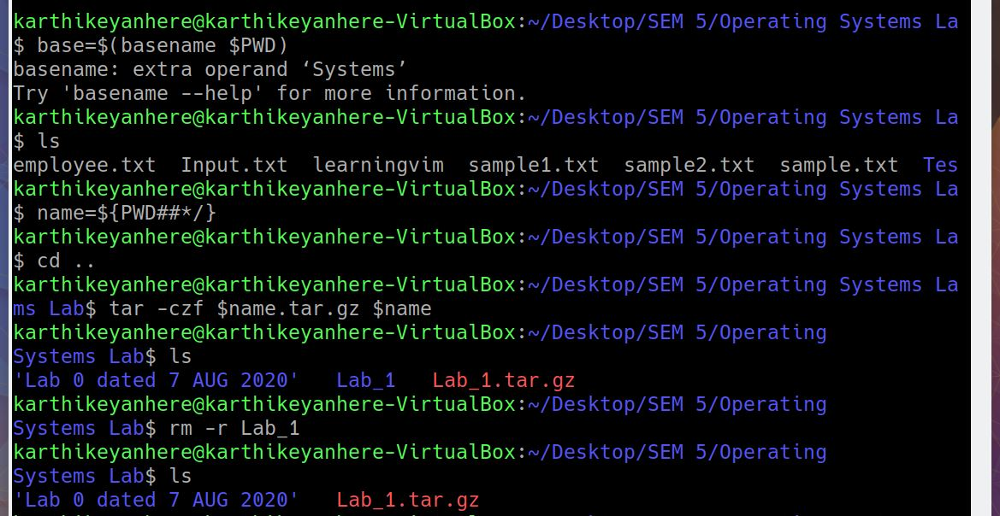 karthikeyanhere@karthikeyanhere-VirtualBox:~/Desktop/SEM 5/Operating Systems La
$ base=$(basename $PWD)
basename: extra operand ‘Systems’
Try 'basename --help' for more information.
karthikeyanhere@karthikeyanhere-VirtualBox:~/Desktop/SEM 5/Operating Systems La
$ ls
employee.txt  Input.txt  learningvim  sample1.txt  sample2.txt  sample.txt  Tes
karthikeyanhere@karthikeyanhere-VirtualBox:~/Desktop/SEM 5/Operating Systems La
$ name=${PWD##*/}
karthikeyanhere@karthikeyanhere-VirtualBox:~/Desktop/SEM 5/Operating Systems La
$ cd ..
karthikeyanhere@karthikeyanhere-VirtualBox:~/Desktop/SEM 5/Operating Systems La
ms Lab$ tar -czf $name.tar.gz $name
karthikeyanhere@karthikeyanhere-VirtualBox:~/Desktop/SEM 5/Operating
Systems Lab$ ls
'Lab 0 dated 7 AUG 2020'   Lab_1   Lab_1.tar.gz
karthikeyanhere@karthikeyanhere-VirtualBox:~/Desktop/SEM 5/Operating
Systems Lab$ rm -r Lab_1
karthikeyanhere@karthikeyanhere-VirtualBox:~/Desktop/SEM 5/Operating
Systems Lab$ ls
'Lab 0 dated 7 AUG 2020'   Lab_1.tar.gz